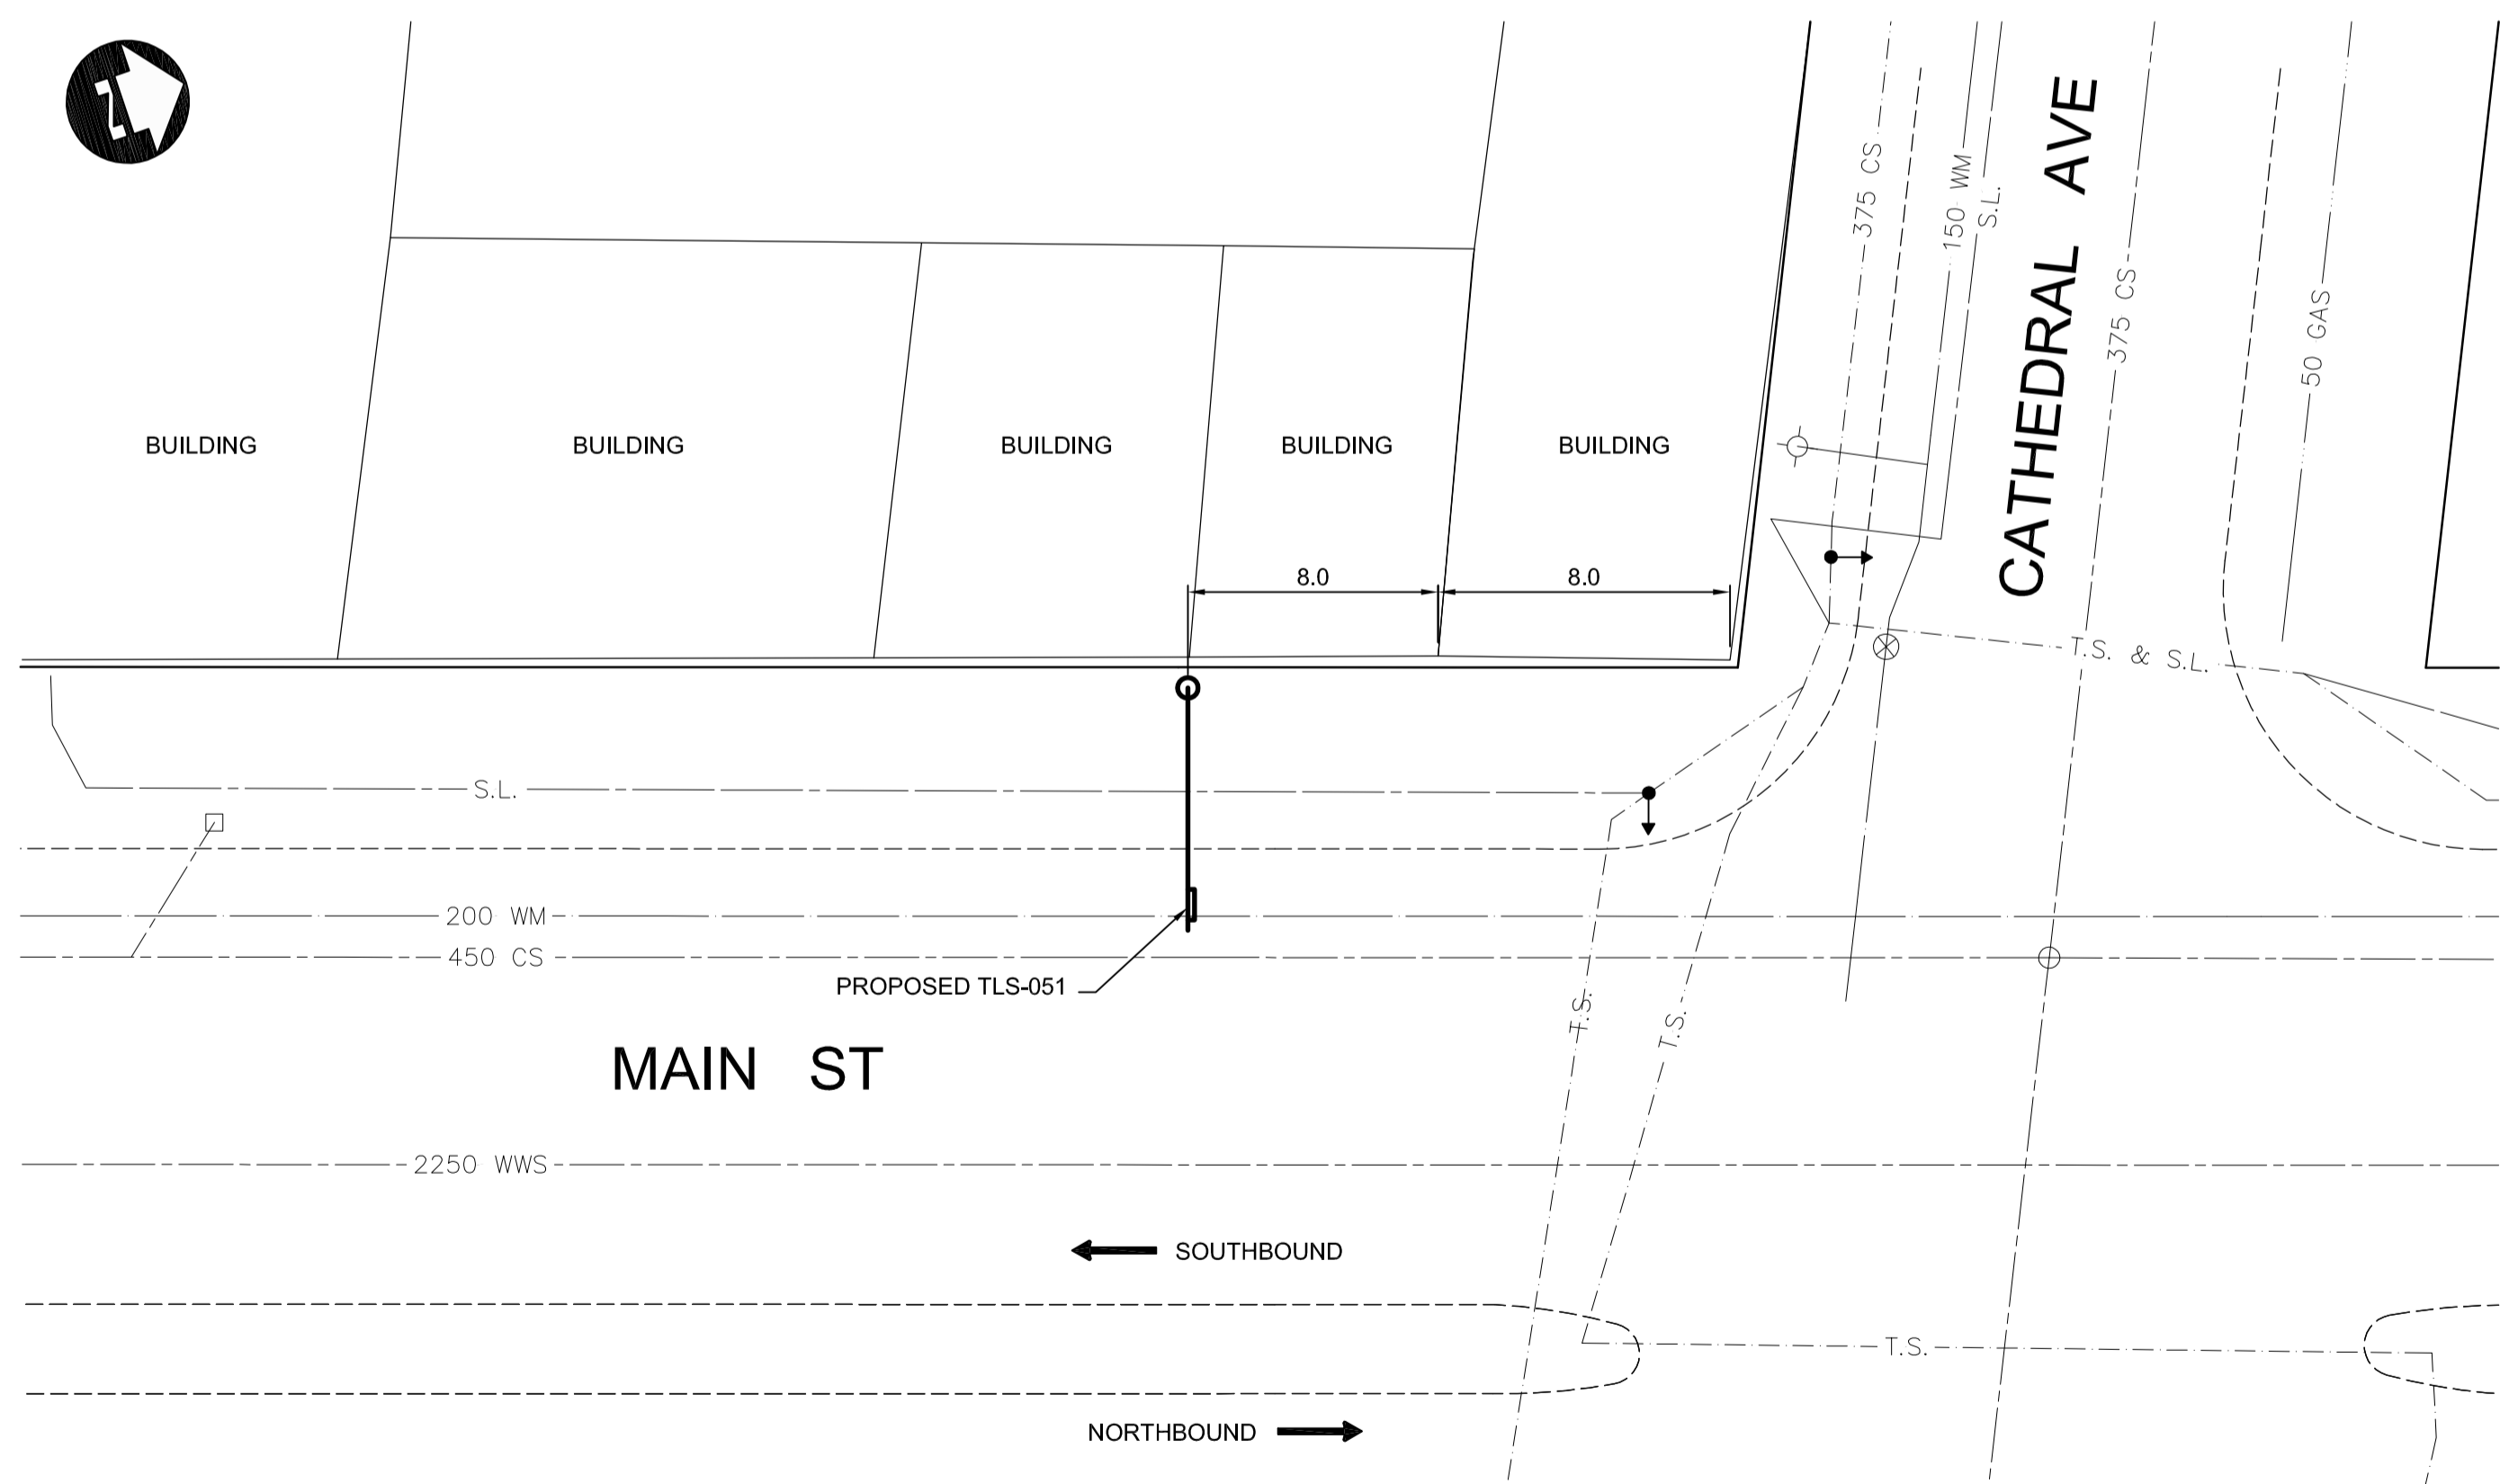 N
375 CS
150 WM
S.L.
CATHEDRAL AVE
375 CS
50 GAS
BUILDING
BUILDING
BUILDING
BUILDING
BUILDING
8.0
8.0
T.S. & S.L.
S.L.
200 WM
450 CS
PROPOSED TLS-051
T.S.
T.S.
MAIN ST
2250 WWS
SOUTHBOUND
T.S.
NORTHBOUND